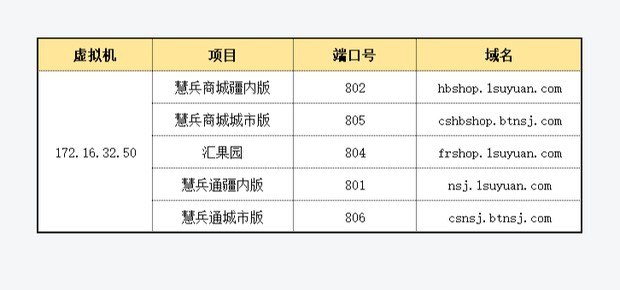 虚拟机 项目 端口号 域名
慧兵商城疆内版 802 hbshop.lsuyuan.com
慧兵商城城市版 805 cshbshop.btnsj.com
172.16.32.50 汇果园 804 frshop.lsuyuan.com
慧兵通疆内版 801 nsj.lsuyuan.com
慧兵通城市版 806 csnsj.btnsj.com